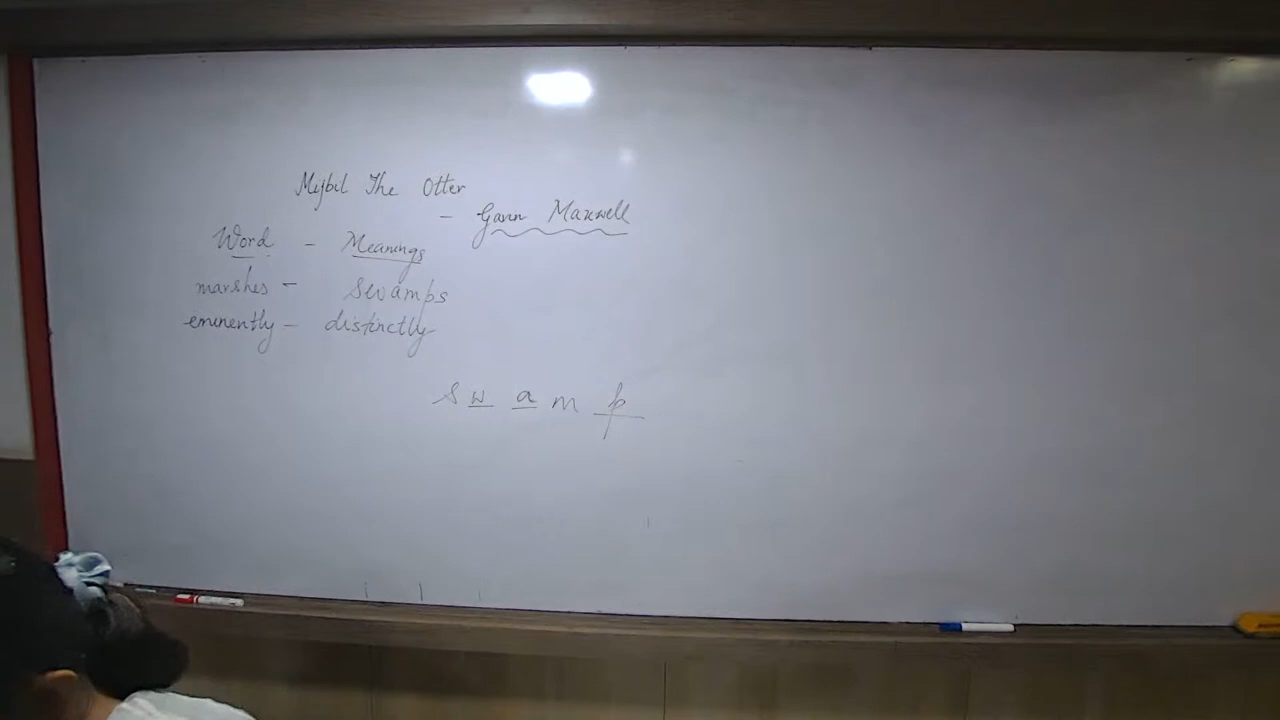 Mijbil The Otter
- Gavin Maxwell
Word - Meanings
marshes - swamps
eminently - distinctly
s w a m p